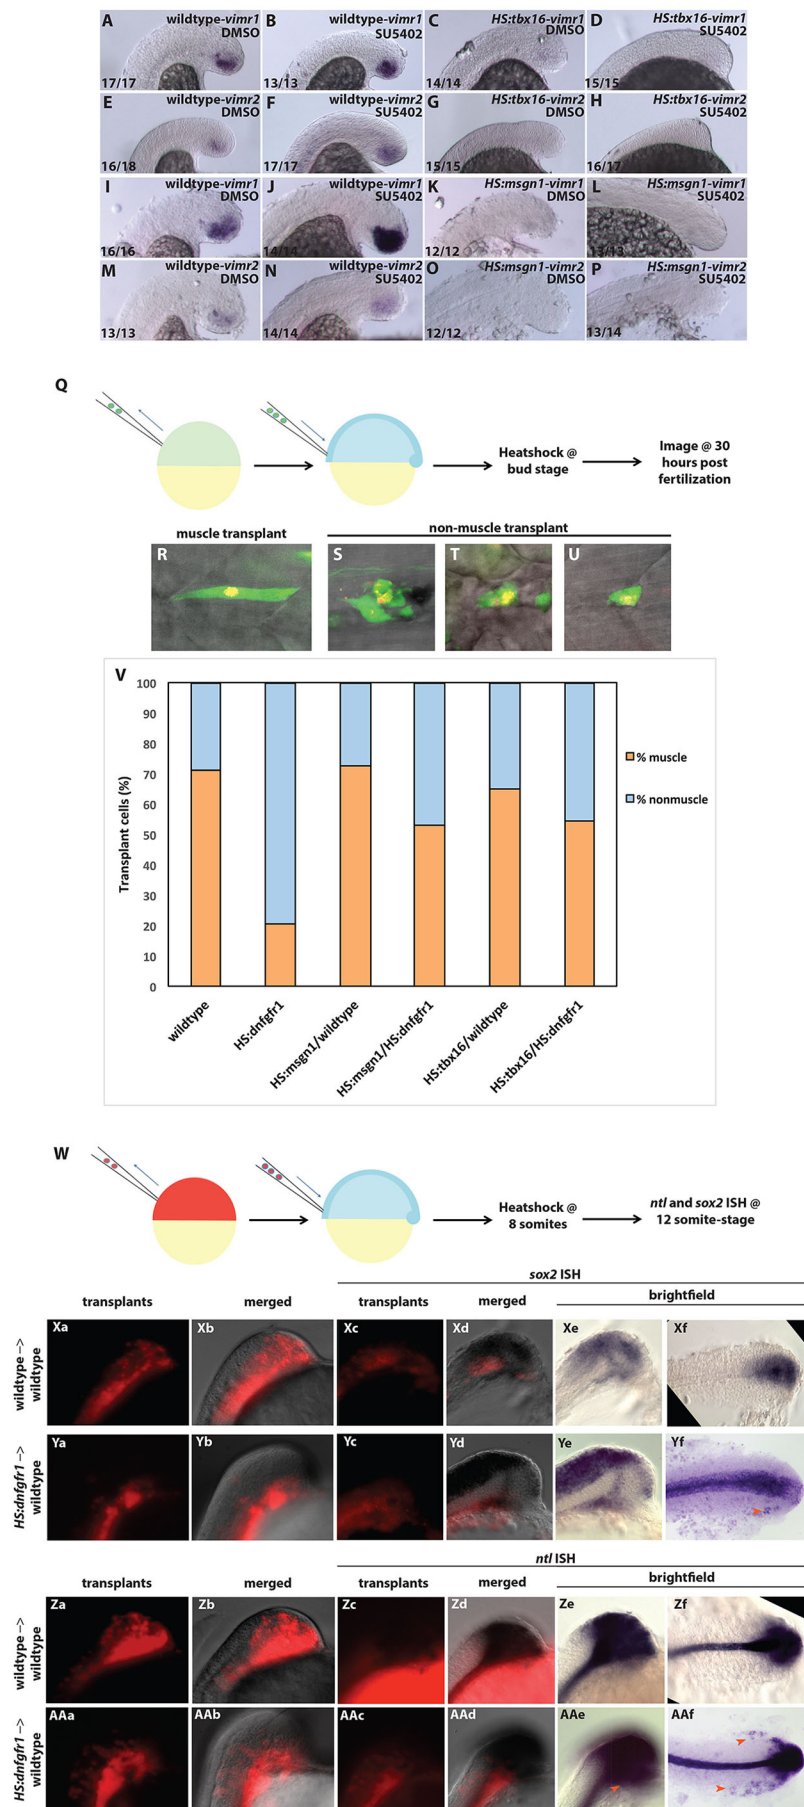 A wildtype-vimr1 DMSO 17/17
B wildtype-vimr1 SU5402 13/13
C HS:tbx16-vimr1 DMSO 14/14
D HS:tbx16-vimr1 SU5402 15/15
E wildtype-vimr2 DMSO 16/18
F wildtype-vimr2 SU5402 17/17
G HS:tbx16-vimr2 DMSO 15/15
H HS:tbx16-vimr2 SU5402 16/17
I wildtype-vimr1 DMSO 16/16
J wildtype-vimr1 SU5402 14/14
K HS:msgn1-vimr1 DMSO 12/12
L HS:msgn1-vimr1 SU5402 13/13
M wildtype-vimr2 DMSO 13/13
N wildtype-vimr2 SU5402 14/14
O HS:msgn1-vimr2 DMSO 12/12
P HS:msgn1-vimr2 SU5402 13/14
Q
Heatshock @
bud stage
Image @ 30
hours post
fertilization
muscle transplant
non-muscle transplant
R S T U
V
Transplant cells (%)
100
90
80
70
60
50
40
30
20
10
0
% muscle
% nonmuscle
wildtype
HS:dnfgfr1
HS:msgn1/wildtype
HS:msgn1/HS:dnfgfr1
HS:tbx16/wildtype
HS:tbx16/HS:dnfgfr1
W
Heatshock @
8 somites
ntl and sox2 ISH @
12 somite-stage
sox2 ISH
transplants merged transplants merged brightfield
wildtype —>
wildtype
Xa Xb Xc Xd Xe Xf
HS:dnfgfr1 —>
wildtype
Ya Yb Yc Yd Ye Yf
ntl ISH
transplants merged transplants merged brightfield
wildtype —>
wildtype
Za Zb Zc Zd Ze Zf
HS:dnfgfr1 —>
wildtype
AAa AAb AAc AAd AAe AAf